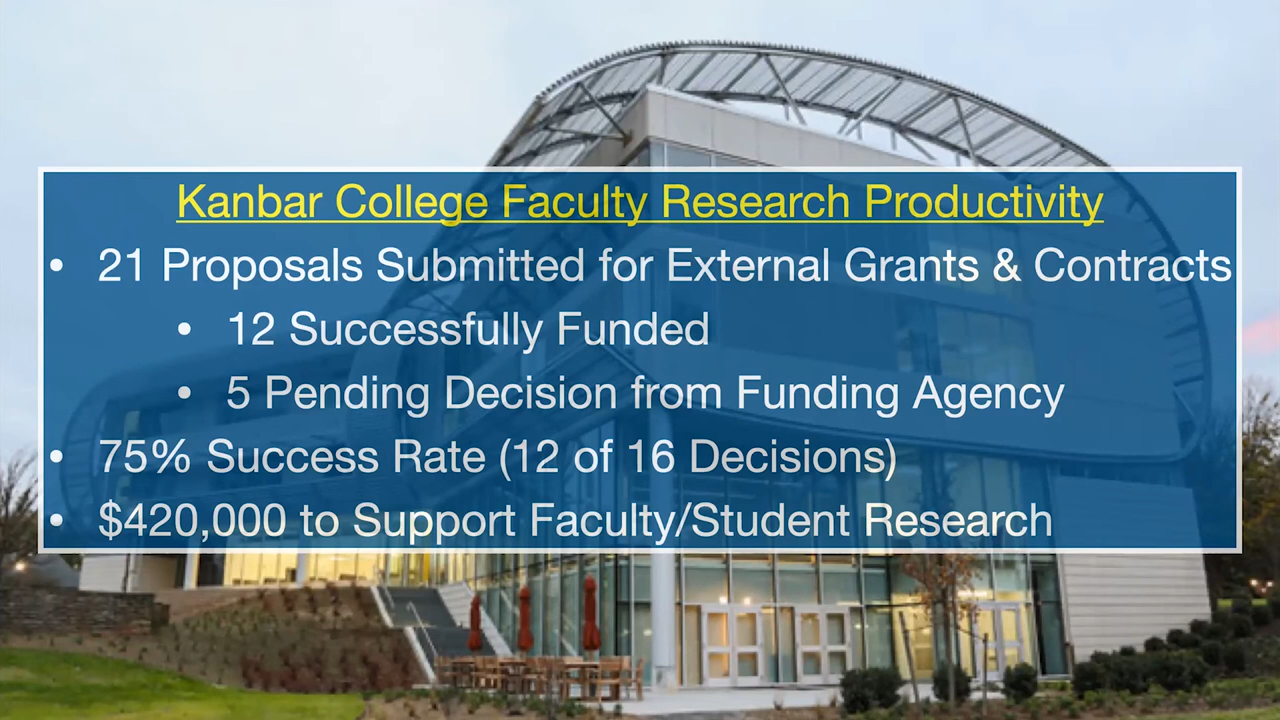 Kanbar College Faculty Research Productivity
• 21 Proposals Submitted for External Grants & Contracts
• 12 Successfully Funded
• 5 Pending Decision from Funding Agency
• 75% Success Rate (12 of 16 Decisions)
• $420,000 to Support Faculty/Student Research